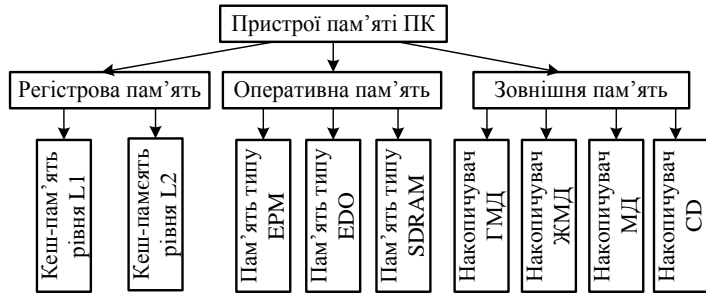 Пристрої пам’яті ПК
Регістрова пам’ять
Оперативна пам’ять
Зовнішня пам’ять
Кеш-пам’ять
рівня L1
Кеш-памєять
рівня L2
Пам’ять типу
EPM
Пам’ять типу
EDO
Пам’ять типу
SDRAM
Накопичувач
ГМД
Накопичувач
ЖМД
Накопичувач
МД
Накопичувач
CD